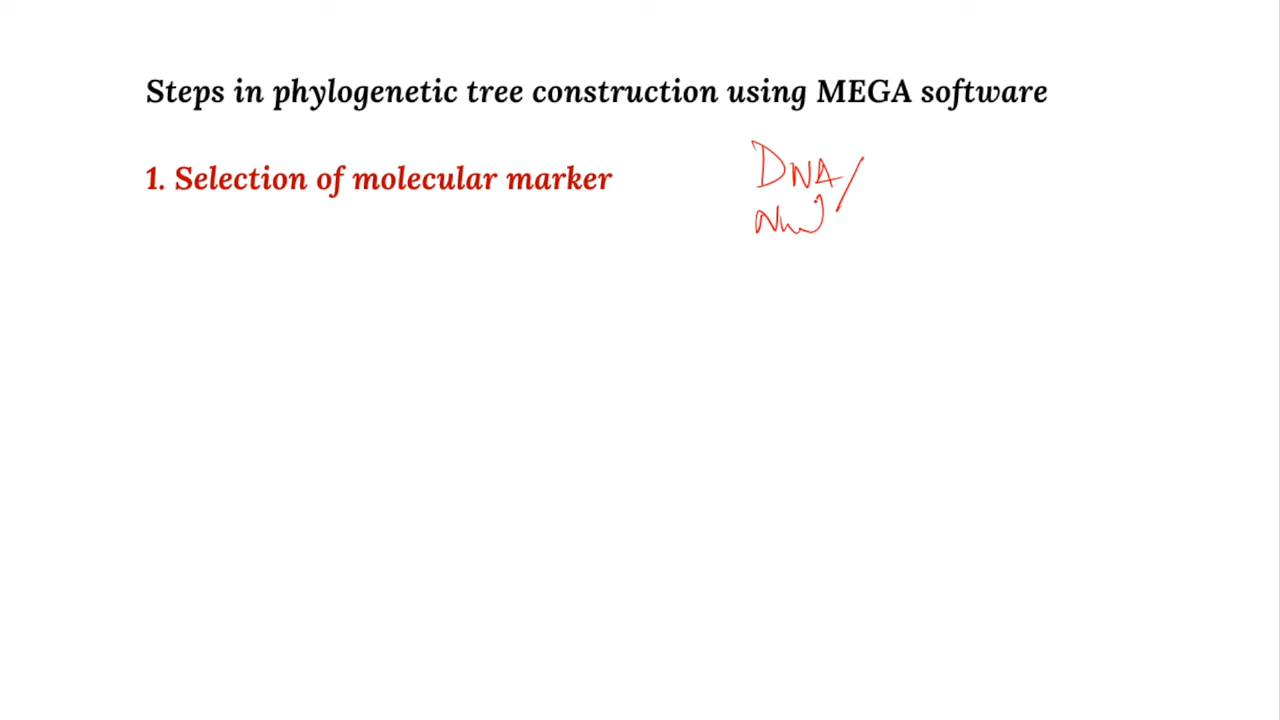 Steps in phylogenetic tree construction using MEGA software
1. Selection of molecular marker
DNA/